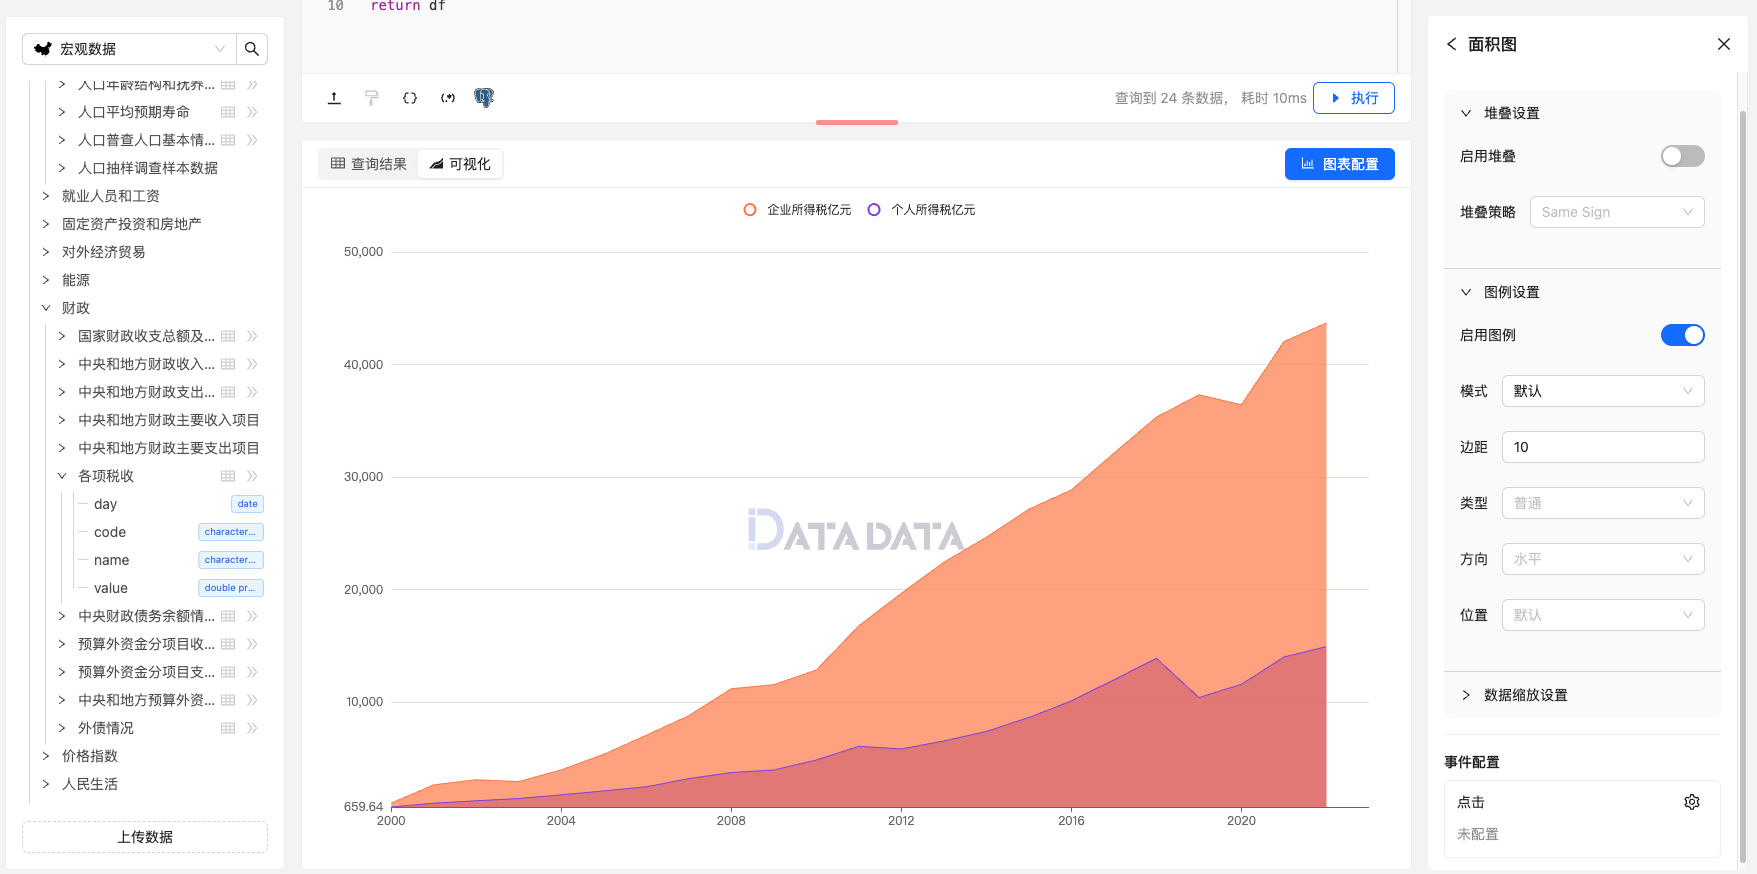 宏观数据
人口年龄结构和抚养...
人口平均预期寿命
人口普查人口基本情...
人口抽样调查样本数据
就业人员和工资
固定资产投资和房地产
对外经济贸易
能源
财政
国家财政收支总额及...
中央和地方财政收入...
中央和地方财政支出...
中央和地方财政主要收入项目
中央和地方财政主要支出项目
各项税收
day date
code character...
name character...
value double pr...
中央财政债务余额情...
预算外资金分项目收...
预算外资金分项目支...
中央和地方预算外资...
外债情况
价格指数
人民生活
上传数据
10 return df
{} (.*) 查询到 24 条数据， 耗时 10ms 执行
查询结果 可视化 图表配置
企业所得税亿元 个人所得税亿元
50,000
40,000
30,000
20,000
10,000
659.64
2000 2004 2008 2012 2016 2020
DATA DATA
面积图
堆叠设置
启用堆叠
堆叠策略 Same Sign
图例设置
启用图例
模式 默认
边距 10
类型 普通
方向 水平
位置 默认
数据缩放设置
事件配置
点击
未配置